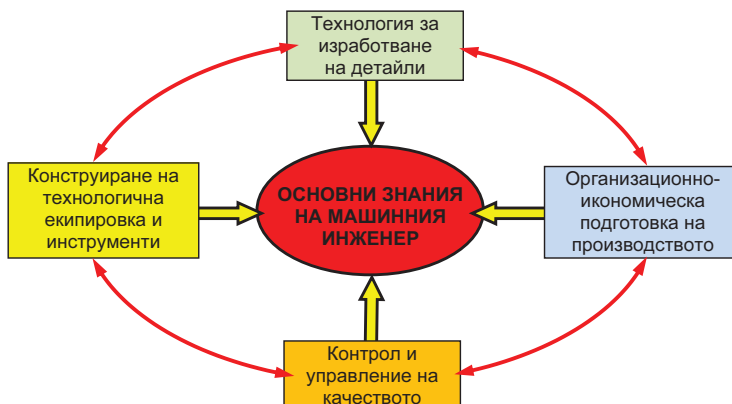 Технология за
изработване
на детайли
Конструиране на
технологична
екипировка и
инструменти
ОСНОВНИ ЗНАНИЯ
НА МАШИННИЯ
ИНЖЕНЕР
Организационно-
икономическа
подготовка на
производството
Контрол и
управление на
качеството